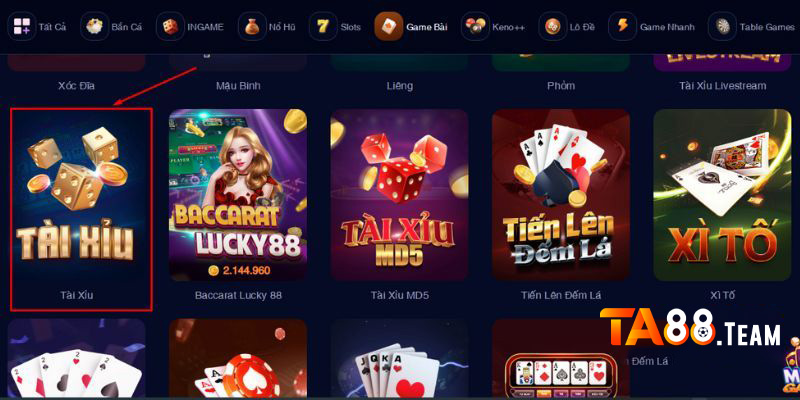 Tất Cả
Bắn Cá
INGAME
Nổ Hũ
Slots
Game Bài
Keno++
Lô Đề
Game Nhanh
Table Games
LIVESTREAM
Xóc Đĩa
Mậu Binh
Liêng
Phỏm
Tài Xỉu Livestream
TÀI XỈU
BACCARAT
LUCKY88
2.144.960
TÀI XỈU
MD5
Tiến Lên
Đếm Lá
XÌ TỐ
Tài Xỉu
Baccarat Lucky 88
Tài Xỉu MD5
Tiến Lên Đếm Lá
Xì Tố
TA88.TEAM
Đếm Lá